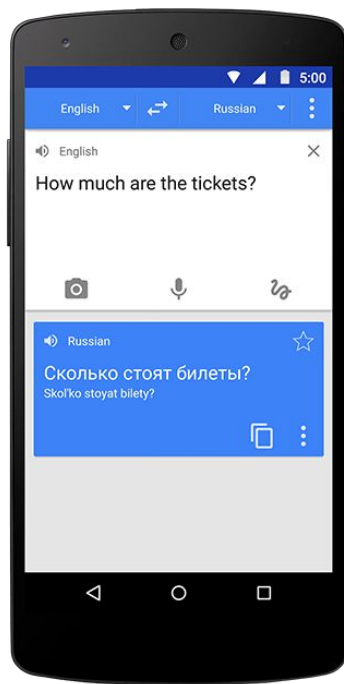 5:00
English
Russian
English
How much are the tickets?
Russian
Сколько стоят билеты?
Skol'ko stoyat bilety?